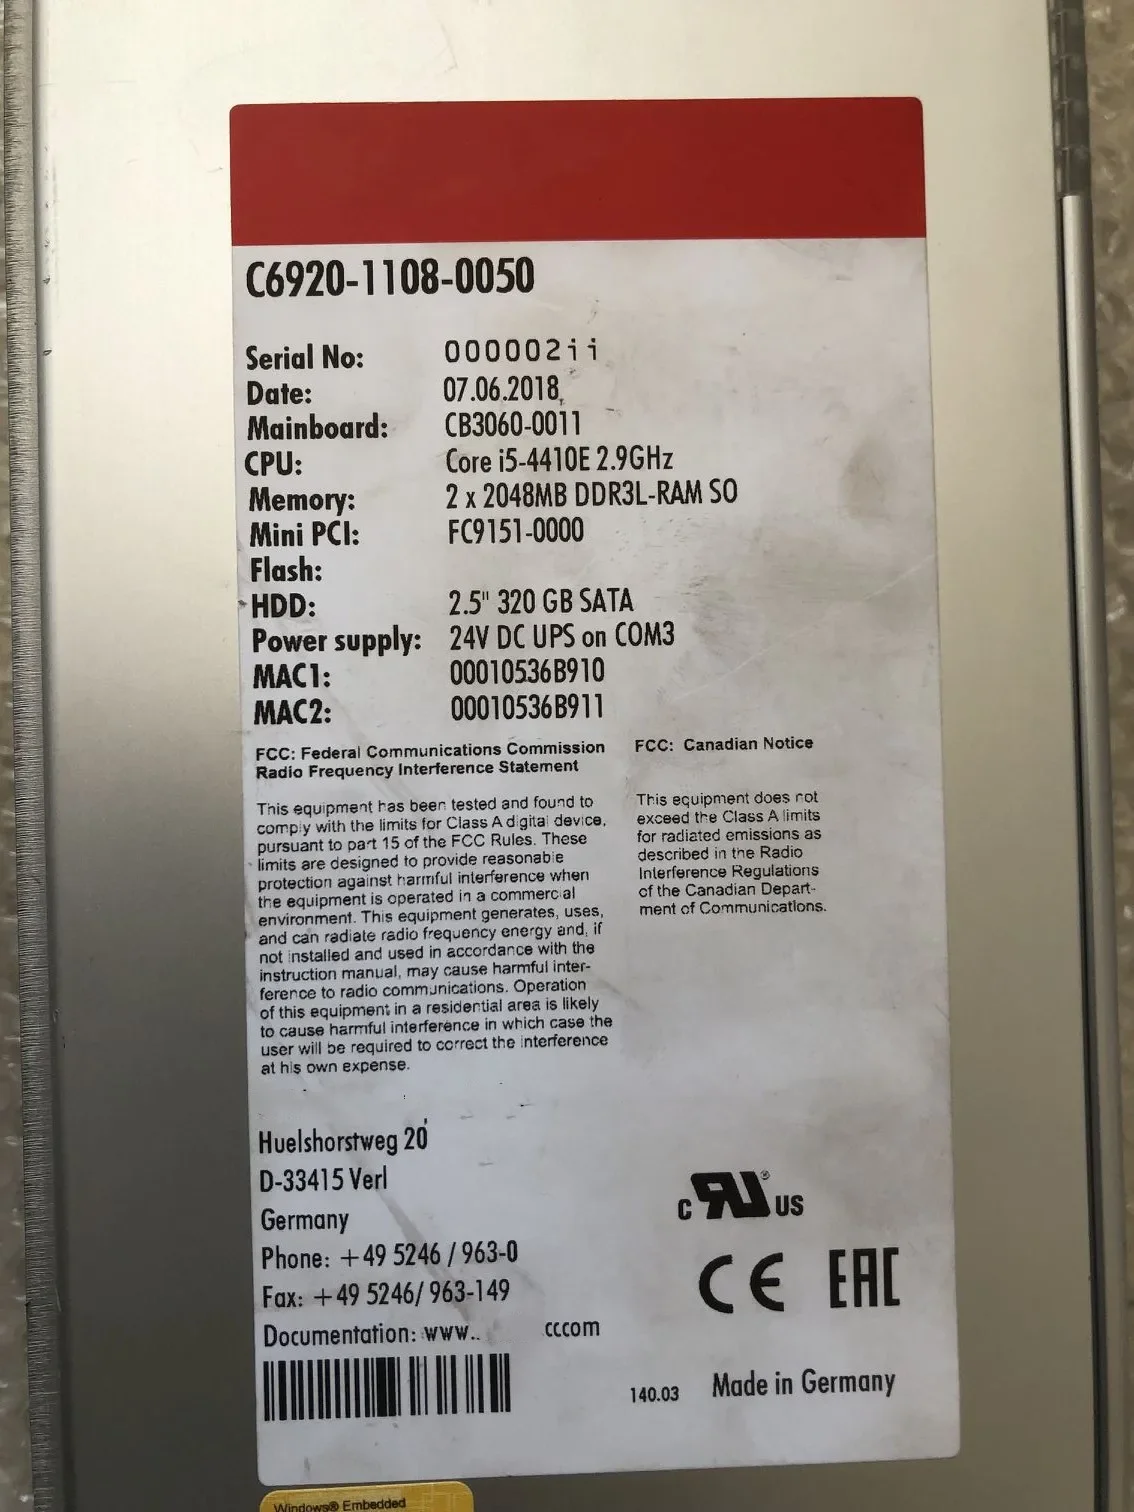 C6920-1108-0050
Serial No: 000002ii
Date: 07.06.2018
Mainboard: CB3060-0011
CPU: Core i5-4410E 2.9GHz
Memory: 2 x 2048MB DDR3L-RAM SO
Mini PCI: FC9151-0000
Flash:
HDD: 2.5" 320 GB SATA
Power supply: 24V DC UPS on COM3
MAC1: 00010536B910
MAC2: 00010536B911
FCC: Federal Communications Commission
Radio Frequency Interference Statement
This equipment has been tested and found to
comply with the limits for Class A digital device,
pursuant to part 15 of the FCC Rules. These
limits are designed to provide reasonable
protection against harmful interference when
the equipment is operated in a commercial
environment. This equipment generates, uses,
and can radiate radio frequency energy and, if
not installed and used in accordance with the
instruction manual, may cause harmful inter-
ference to radio communications. Operation
of this equipment in a residential area is likely
to cause harmful interference in which case the
user will be required to correct the interference
at his own expense.
FCC: Canadian Notice
This equipment does not
exceed the Class A limits
for radiated emissions as
described in the Radio
Interference Regulations
of the Canadian Depart-
ment of Communications.
Huelshorstweg 20
D-33415 Verl
Germany
Phone: +49 5246 / 963-0
Fax: +49 5246/ 963-149
Documentation: www.. cccom
c RU ® US
CE EAC
140.03 Made in Germany
Windows® Embedded